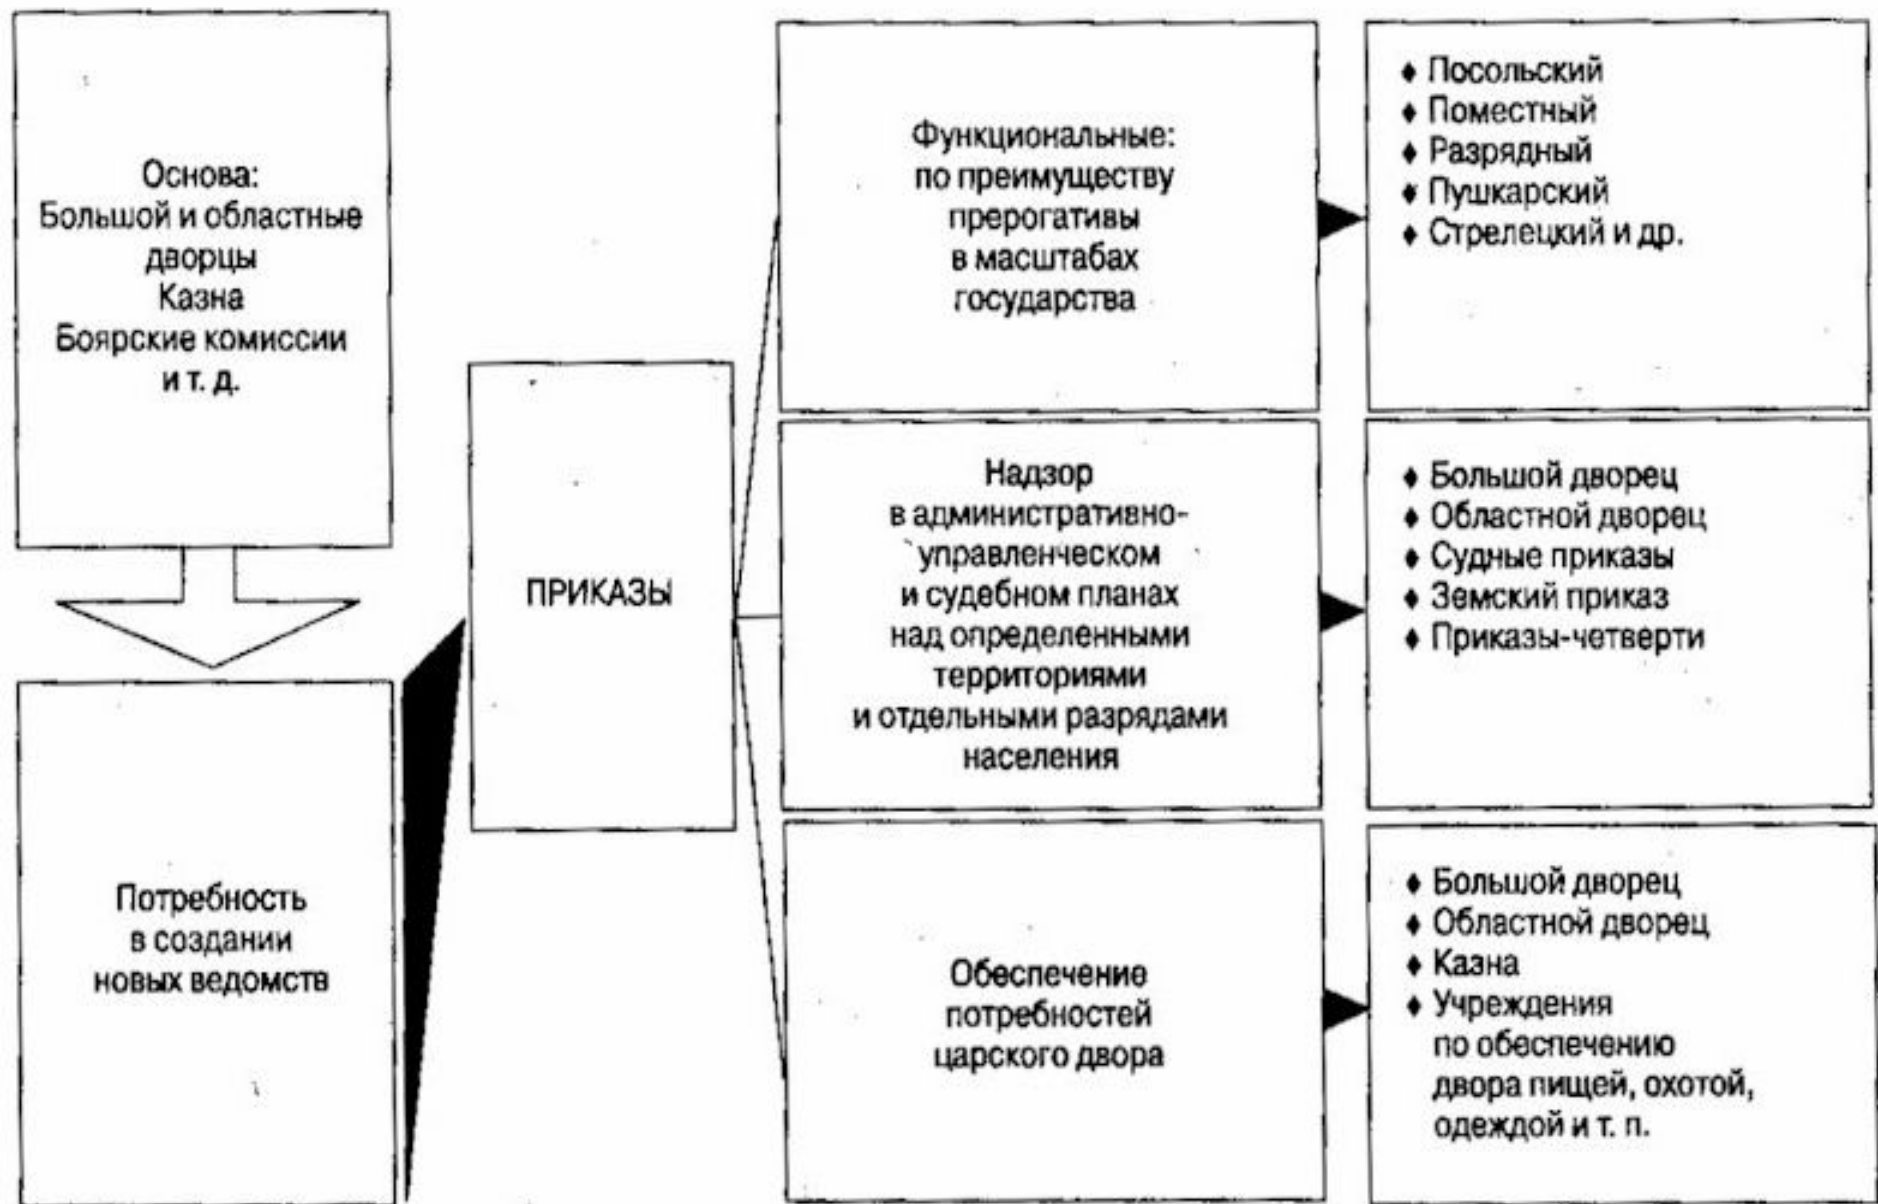 Основа:
Большой и областные
дворцы
Казна
Боярские комиссии
и т. д.
Потребность
в создании
новых ведомств
ПРИКАЗЫ
Функциональные:
по преимуществу
прерогативы
в масштабах
государства
♦ Посольский
♦ Поместный
♦ Разрядный
♦ Пушкарский
♦ Стрелецкий и др.
Надзор
в административно-
управленческом
и судебном планах
над определенными
территориями
и отдельными разрядами
населения
♦ Большой дворец
♦ Областной дворец
♦ Судные приказы
♦ Земский приказ
♦ Приказы-четверти
Обеспечение
потребностей
царского двора
♦ Большой дворец
♦ Областной дворец
♦ Казна
♦ Учреждения
по обеспечению
двора пищей, охотой,
одеждой и т. п.